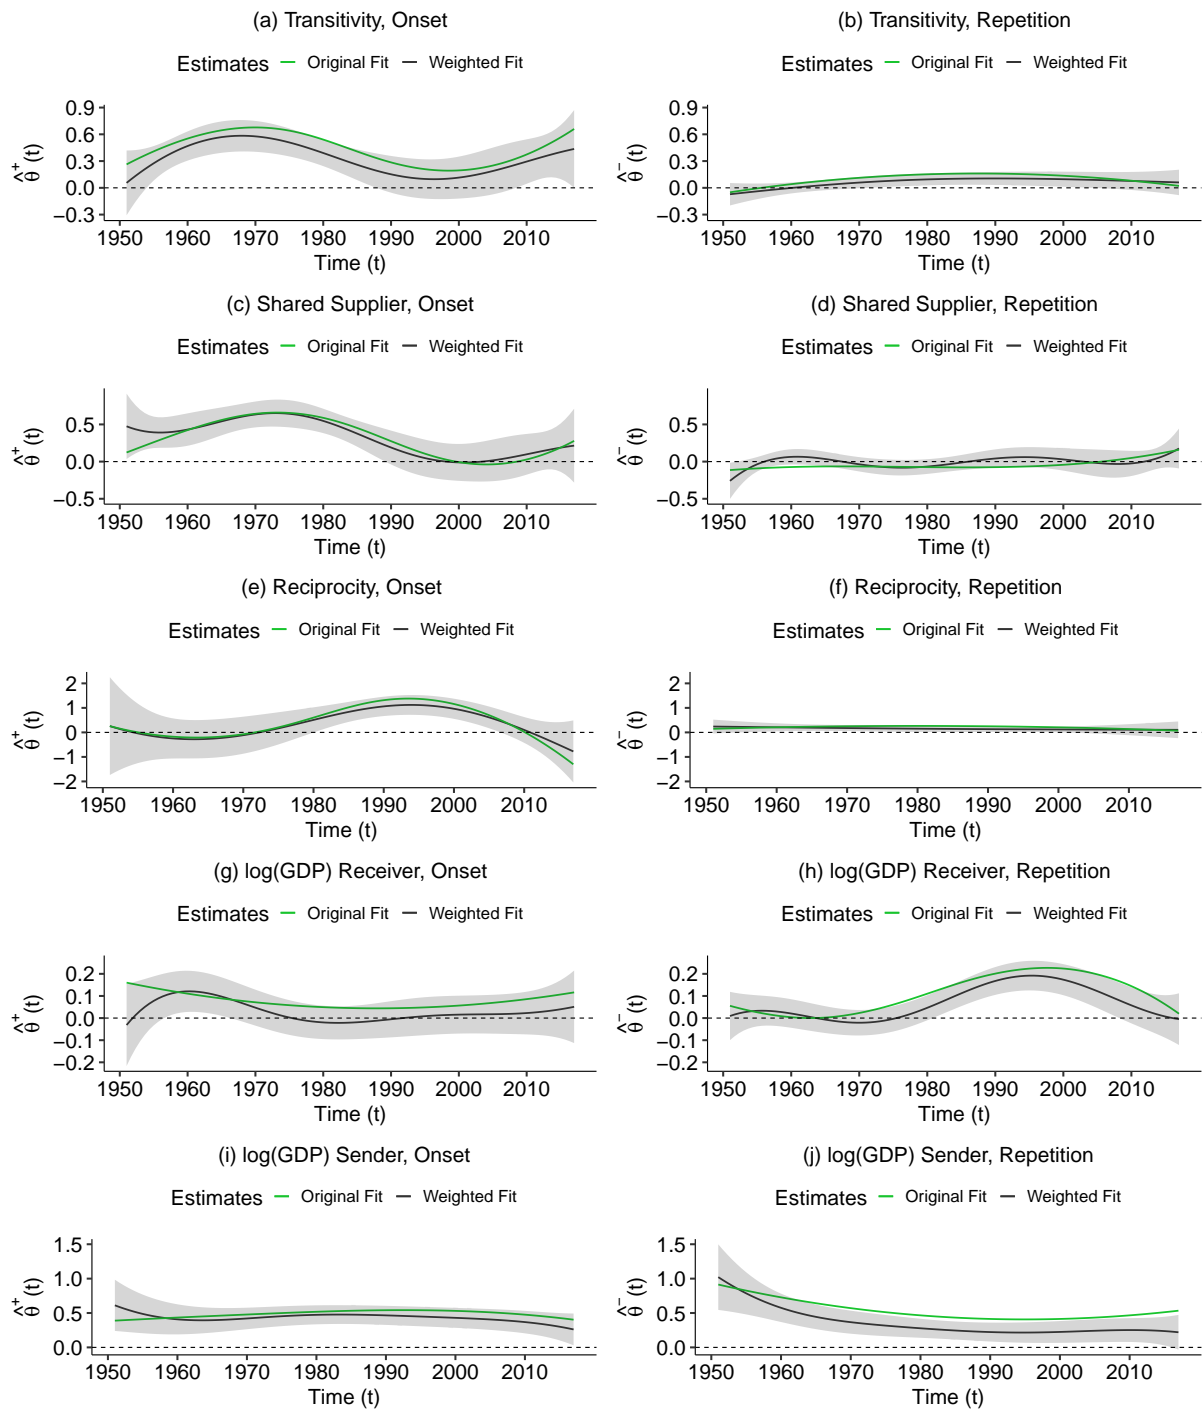 (a) Transitivity, Onset
Estimates Original Fit Weighted Fit
0.9
0.6
0.3
0.0
−0.3
θ̂⁺(t)
1950 1960 1970 1980 1990 2000 2010
Time (t)
(b) Transitivity, Repetition
Estimates Original Fit Weighted Fit
0.9
0.6
0.3
0.0
−0.3
θ̂⁻(t)
1950 1960 1970 1980 1990 2000 2010
Time (t)
(c) Shared Supplier, Onset
Estimates Original Fit Weighted Fit
0.5
0.0
−0.5
θ̂⁺(t)
1950 1960 1970 1980 1990 2000 2010
Time (t)
(d) Shared Supplier, Repetition
Estimates Original Fit Weighted Fit
0.5
0.0
−0.5
θ̂⁻(t)
1950 1960 1970 1980 1990 2000 2010
Time (t)
(e) Reciprocity, Onset
Estimates Original Fit Weighted Fit
2
1
0
−1
−2
θ̂⁺(t)
1950 1960 1970 1980 1990 2000 2010
Time (t)
(f) Reciprocity, Repetition
Estimates Original Fit Weighted Fit
2
1
0
−1
−2
θ̂⁻(t)
1950 1960 1970 1980 1990 2000 2010
Time (t)
(g) log(GDP) Receiver, Onset
Estimates Original Fit Weighted Fit
0.2
0.1
0.0
−0.1
−0.2
θ̂⁺(t)
1950 1960 1970 1980 1990 2000 2010
Time (t)
(h) log(GDP) Receiver, Repetition
Estimates Original Fit Weighted Fit
0.2
0.1
0.0
−0.1
−0.2
θ̂⁻(t)
1950 1960 1970 1980 1990 2000 2010
Time (t)
(i) log(GDP) Sender, Onset
Estimates Original Fit Weighted Fit
1.5
1.0
0.5
0.0
θ̂⁺(t)
1950 1960 1970 1980 1990 2000 2010
Time (t)
(j) log(GDP) Sender, Repetition
Estimates Original Fit Weighted Fit
1.5
1.0
0.5
0.0
θ̂⁻(t)
1950 1960 1970 1980 1990 2000 2010
Time (t)